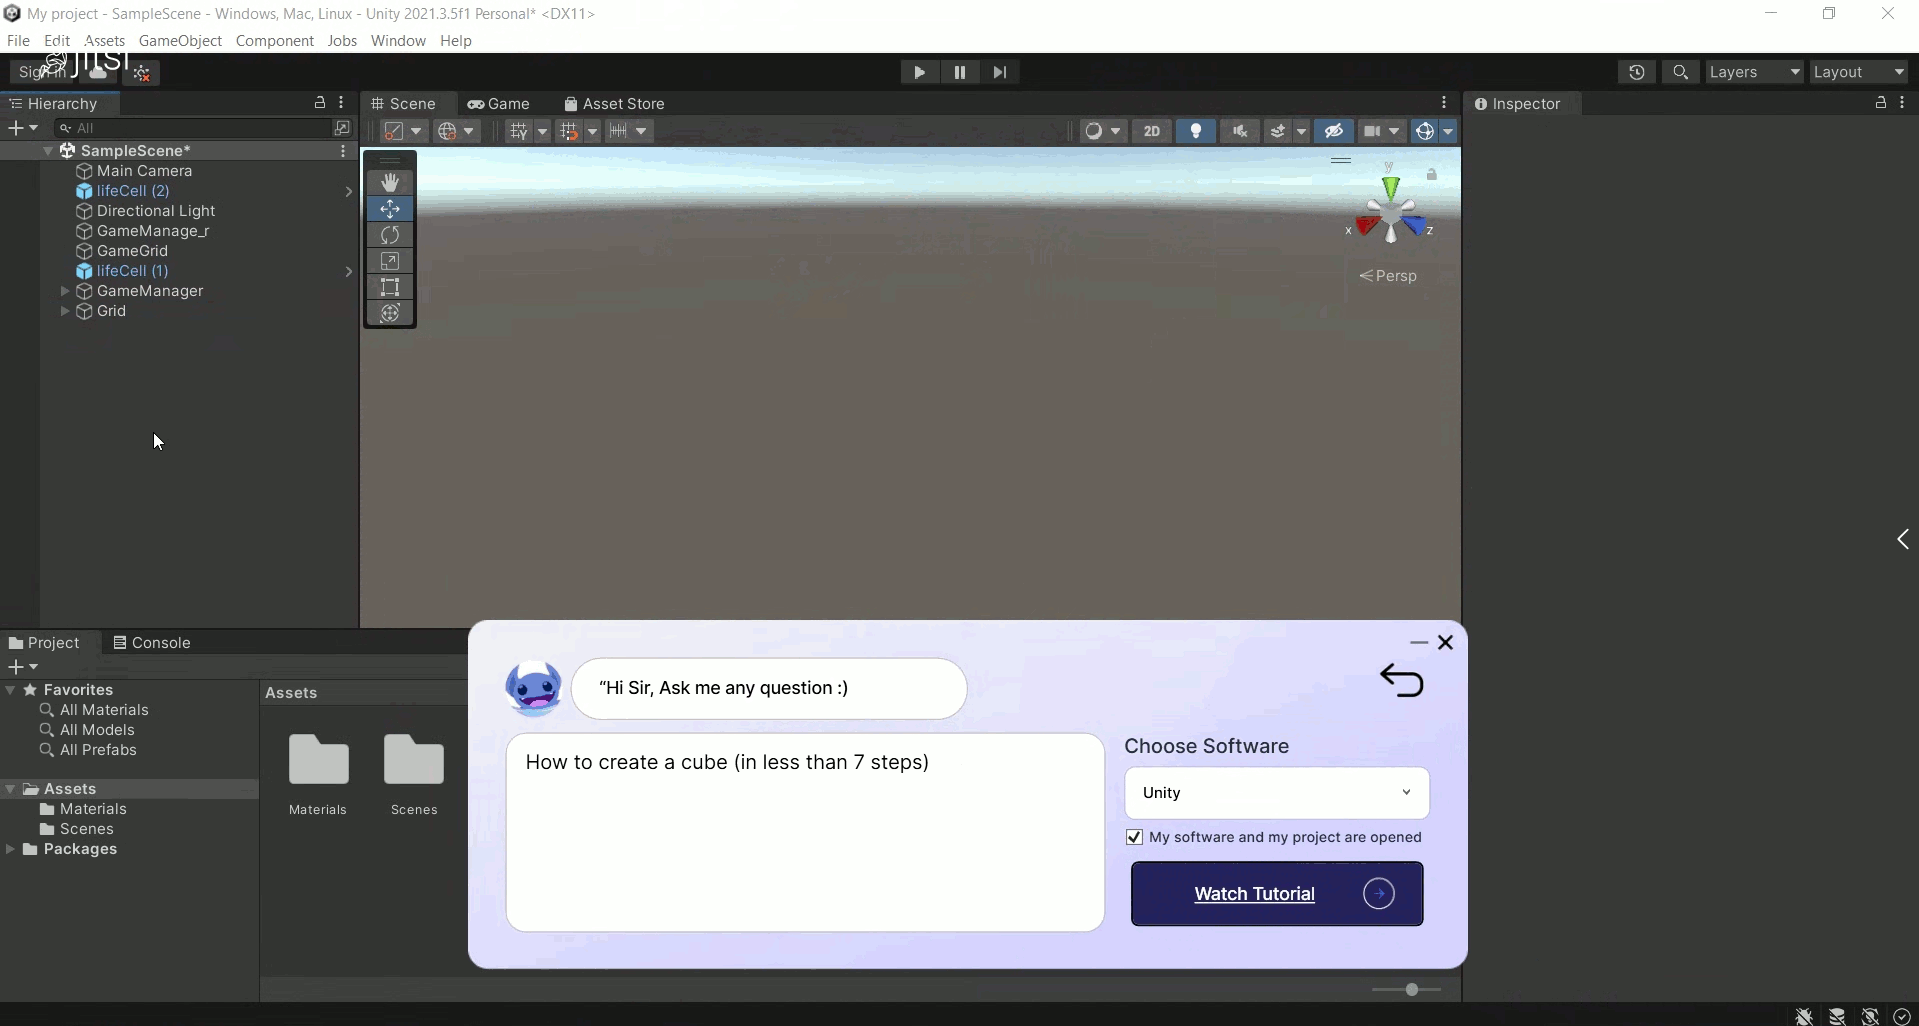 My project - SampleScene - Windows, Mac, Linux - Unity 2021.3.5f1 Personal* <DX11>
File Edit Assets GameObject Component Jobs Window Help
Sign in
jitsi
Layers
Layout
Hierarchy
Scene
Game
Asset Store
Inspector
All
2D
SampleScene*
Main Camera
lifeCell (2)
Directional Light
GameManage_r
GameGrid
lifeCell (1)
GameManager
Grid
y
x
z
Persp
Project
Console
Favorites
All Materials
All Models
All Prefabs
Assets
Materials
Scenes
Packages
Assets
Materials
Scenes
“Hi Sir, Ask me any question :)
How to create a cube (in less than 7 steps)
Choose Software
Unity
My software and my project are opened
Watch Tutorial